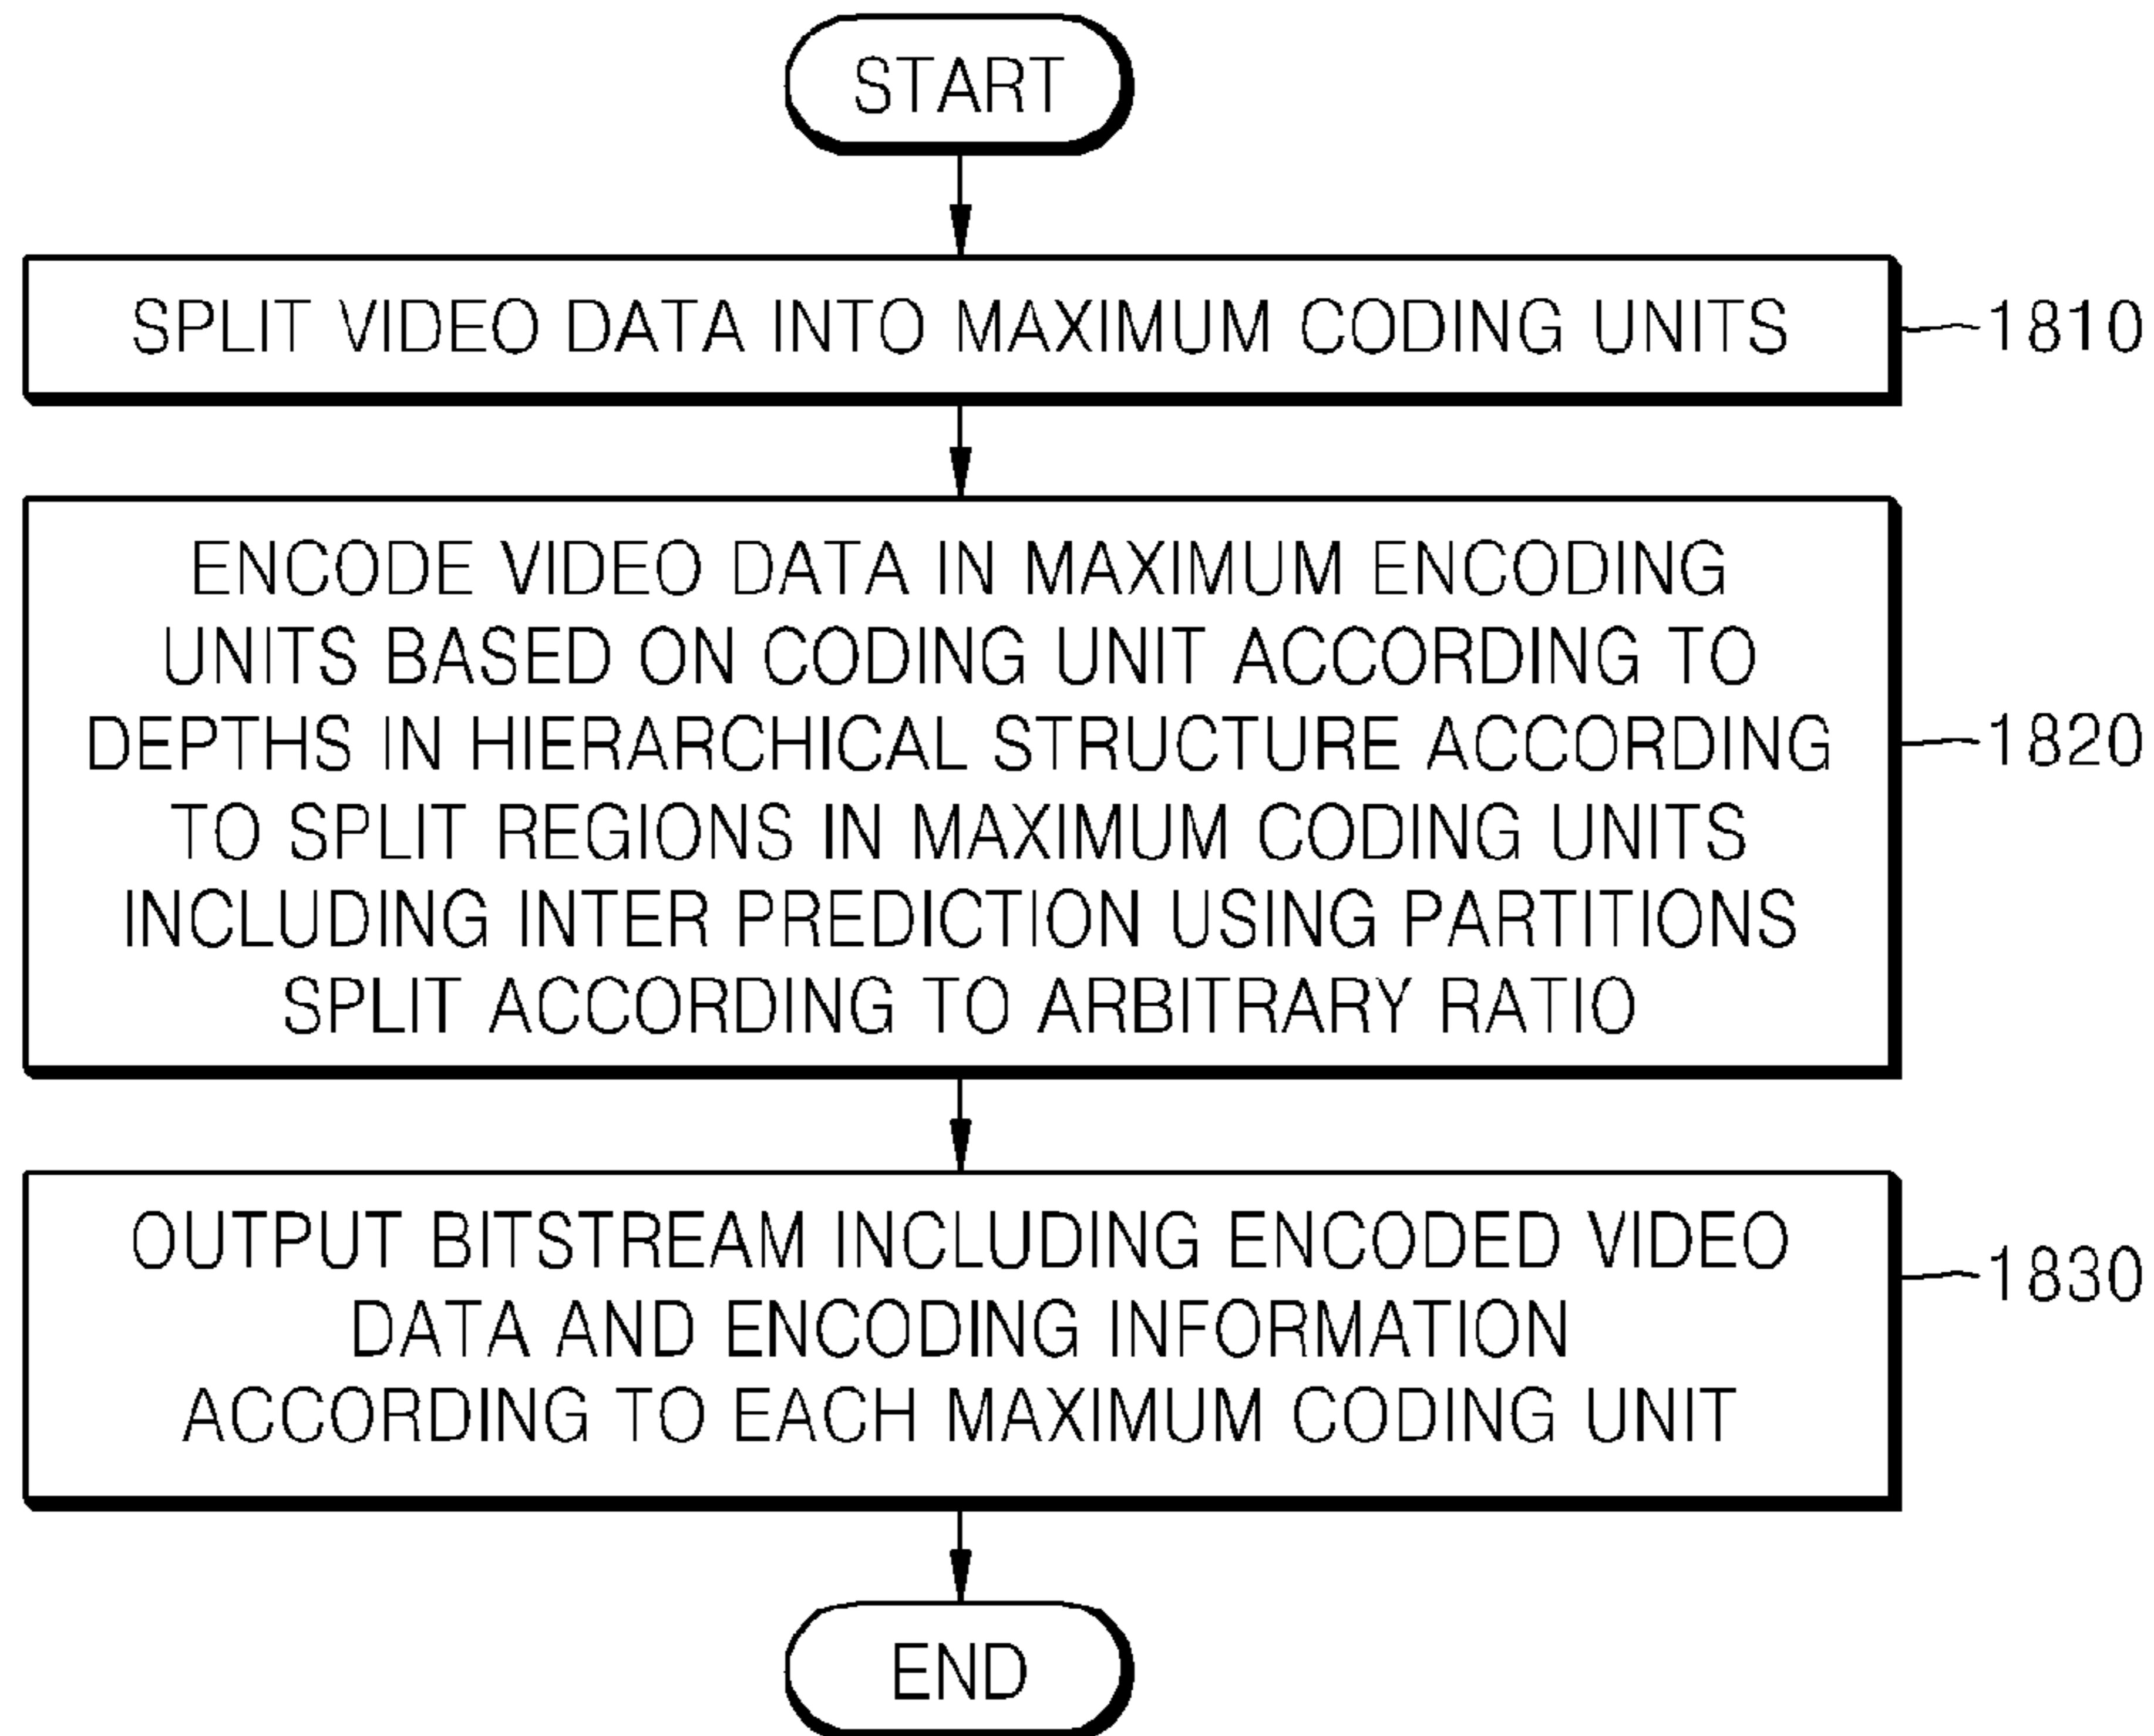 START
SPLIT VIDEO DATA INTO MAXIMUM CODING UNITS
1810
ENCODE VIDEO DATA IN MAXIMUM ENCODING
UNITS BASED ON CODING UNIT ACCORDING TO
DEPTHS IN HIERARCHICAL STRUCTURE ACCORDING
TO SPLIT REGIONS IN MAXIMUM CODING UNITS
INCLUDING INTER PREDICTION USING PARTITIONS
SPLIT ACCORDING TO ARBITRARY RATIO
1820
OUTPUT BITSTREAM INCLUDING ENCODED VIDEO
DATA AND ENCODING INFORMATION
ACCORDING TO EACH MAXIMUM CODING UNIT
1830
END